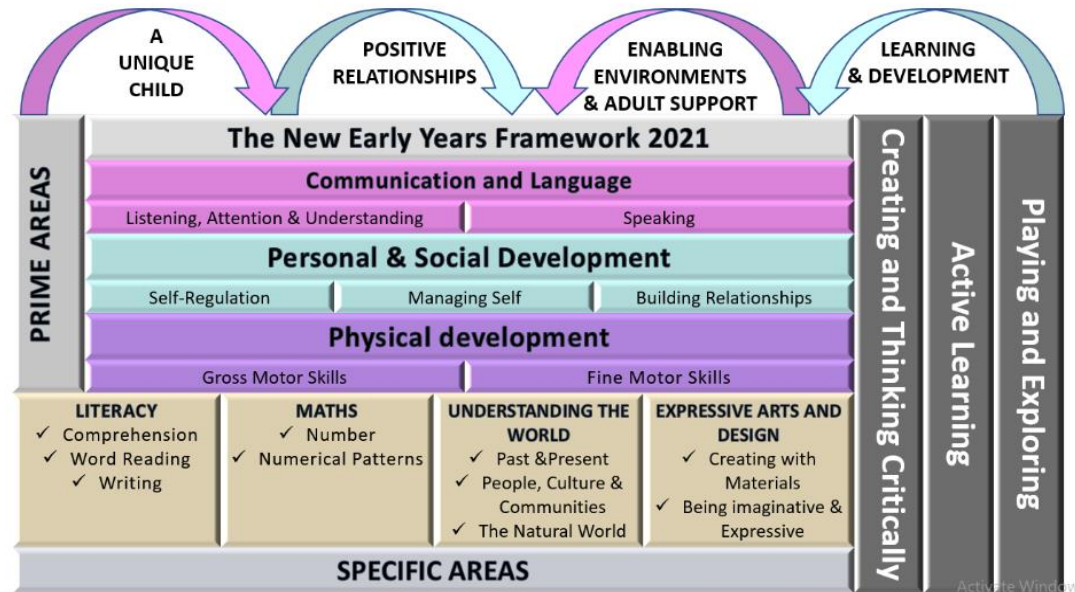 A
UNIQUE
CHILD
POSITIVE
RELATIONSHIPS
ENABLING
ENVIRONMENTS
& ADULT SUPPORT
LEARNING
& DEVELOPMENT
PRIME AREAS
The New Early Years Framework 2021
Communication and Language
Listening, Attention & Understanding
Speaking
Personal & Social Development
Self-Regulation
Managing Self
Building Relationships
Physical development
Gross Motor Skills
Fine Motor Skills
LITERACY
✓ Comprehension
✓ Word Reading
✓ Writing
MATHS
✓ Number
✓ Numerical Patterns
UNDERSTANDING THE
WORLD
✓ Past &Present
✓ People, Culture &
Communities
✓ The Natural World
EXPRESSIVE ARTS AND
DESIGN
✓ Creating with
Materials
✓ Being imaginative &
Expressive
SPECIFIC AREAS
Creating and Thinking Critically
Active Learning
Playing and Exploring
Activate Window